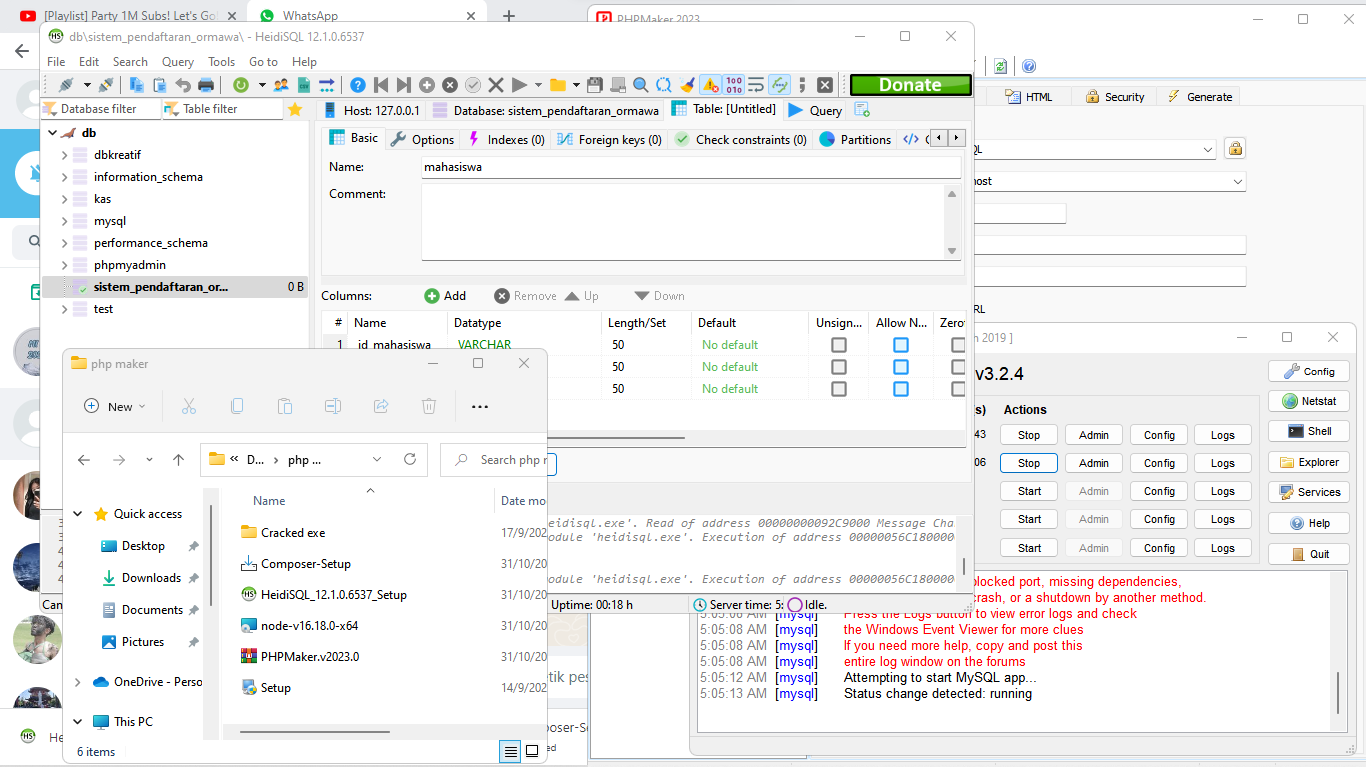 [Playlist] Party 1M Subs! Let's Go
WhatsApp
PHPMaker 2023
db\sistem_pendaftaran_ormawa\ - HeidiSQL 12.1.0.6537
File Edit Search Query Tools Go to Help
Donate
Database filter
Table filter
Host: 127.0.0.1
Database: sistem_pendaftaran_ormawa
Table: [Untitled]
Query
HTML
Security
Generate
db
dbkreatif
information_schema
kas
mysql
performance_schema
phpmyadmin
sistem_pendaftaran_or... 0 B
test
Basic
Options
Indexes (0)
Foreign keys (0)
Check constraints (0)
Partitions
Name: mahasiswa
Comment:
Columns: Add Remove Up Down
# Name Datatype Length/Set Default Unsign... Allow N... Zero
1 id_mahasiswa VARCHAR 50 No default
50 No default
50 No default
php maker
New
D... php ...
Search php
Name Date mo
Quick access
Desktop
Downloads
Documents
Pictures
OneDrive - Perso
This PC
Cracked exe 17/9/202
Composer-Setup 31/10/20
HeidiSQL_12.1.0.6537_Setup 31/10/20
node-v16.18.0-x64 31/10/20
PHPMaker.v2023.0 31/10/20
Setup 14/9/202
6 items
eidisql.exe'. Read of address 00000000092C9000 Message Cha
odule 'heidisql.exe'. Execution of address 00000056C180000
odule 'heidisql.exe'. Execution of address 00000056C180000
Can
Uptime: 00:18 h
Server time: 5:
Idle.
He
etik pes
poser-Se
ed
QL
ost
RL
2019 ]
v3.2.4
s) Actions
43 Stop Admin Config Logs
06 Stop Admin Config Logs
Start Admin Config Logs
Start Admin Config Logs
Start Admin Config Logs
Config
Netstat
Shell
Explorer
Services
Help
Quit
blocked port, missing dependencies,
crash, or a shutdown by another method.
5:05:08 AM [mysql] Press the Logs button to view error logs and check
5:05:08 AM [mysql] the Windows Event Viewer for more clues
5:05:08 AM [mysql] If you need more help, copy and post this
5:05:08 AM [mysql] entire log window on the forums
5:05:12 AM [mysql] Attempting to start MySQL app...
5:05:13 AM [mysql] Status change detected: running